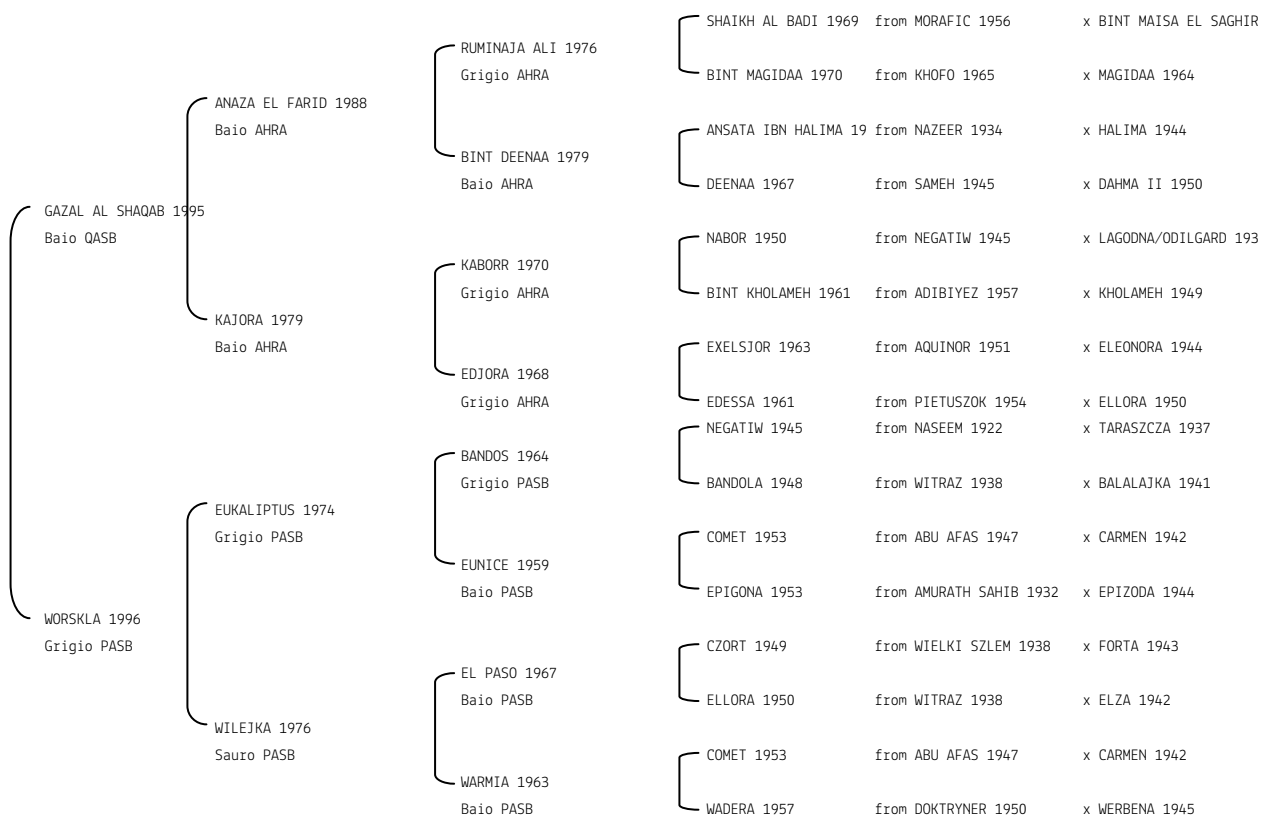 SHAIKH AL BADI 1969 from MORAFIC 1956 x BINT MAISA EL SAGHIR
RUMINAJA ALI 1976
Grigio AHRA
BINT MAGIDAA 1970 from KHOFO 1965 x MAGIDAA 1964
ANAZA EL FARID 1988
Baio AHRA
ANSATA IBN HALIMA 19 from NAZEER 1934 x HALIMA 1944
BINT DEENAA 1979
Baio AHRA
DEENAA 1967 from SAMEH 1945 x DAHMA II 1950
GAZAL AL SHAQAB 1995
Baio QASB
NABOR 1950 from NEGATIW 1945 x LAGODNA/ODILGARD 193
KABORR 1970
Grigio AHRA
BINT KHOLAMEH 1961 from ADIBIYEZ 1957 x KHOLAMEH 1949
KAJORA 1979
Baio AHRA
EXELSJOR 1963 from AQUINOR 1951 x ELEONORA 1944
EDJORA 1968
Grigio AHRA
EDESSA 1961 from PIETUSZOK 1954 x ELLORA 1950
NEGATIW 1945 from NASEEM 1922 x TARASZCZA 1937
BANDOS 1964
Grigio PASB
BANDOLA 1948 from WITRAZ 1938 x BALALAJKA 1941
EUKALIPTUS 1974
Grigio PASB
COMET 1953 from ABU AFAS 1947 x CARMEN 1942
EUNICE 1959
Baio PASB
EPIGONA 1953 from AMURATH SAHIB 1932 x EPIZODA 1944
WORSKLA 1996
Grigio PASB
CZORT 1949 from WIELKI SZLEM 1938 x FORTA 1943
EL PASO 1967
Baio PASB
ELLORA 1950 from WITRAZ 1938 x ELZA 1942
WILEJKA 1976
Sauro PASB
COMET 1953 from ABU AFAS 1947 x CARMEN 1942
WARMIA 1963
Baio PASB
WADERA 1957 from DOKTRYNER 1950 x WERBENA 1945